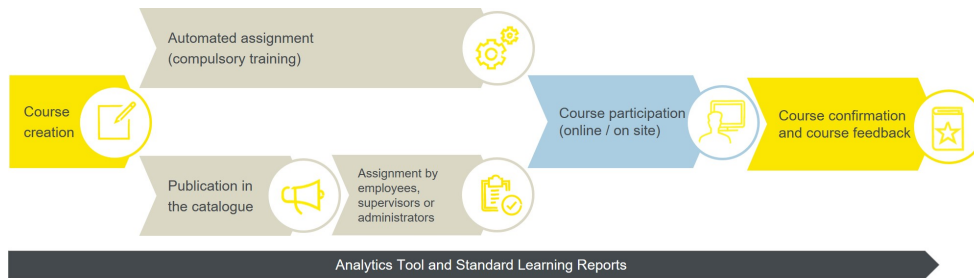 Automated assignment
(compulsory training)
Course
creation
Publication in
the catalogue
Assignment by
employees,
supervisors or
administrators
Course participation
(online / on site)
Course confirmation
and course feedback
Analytics Tool and Standard Learning Reports